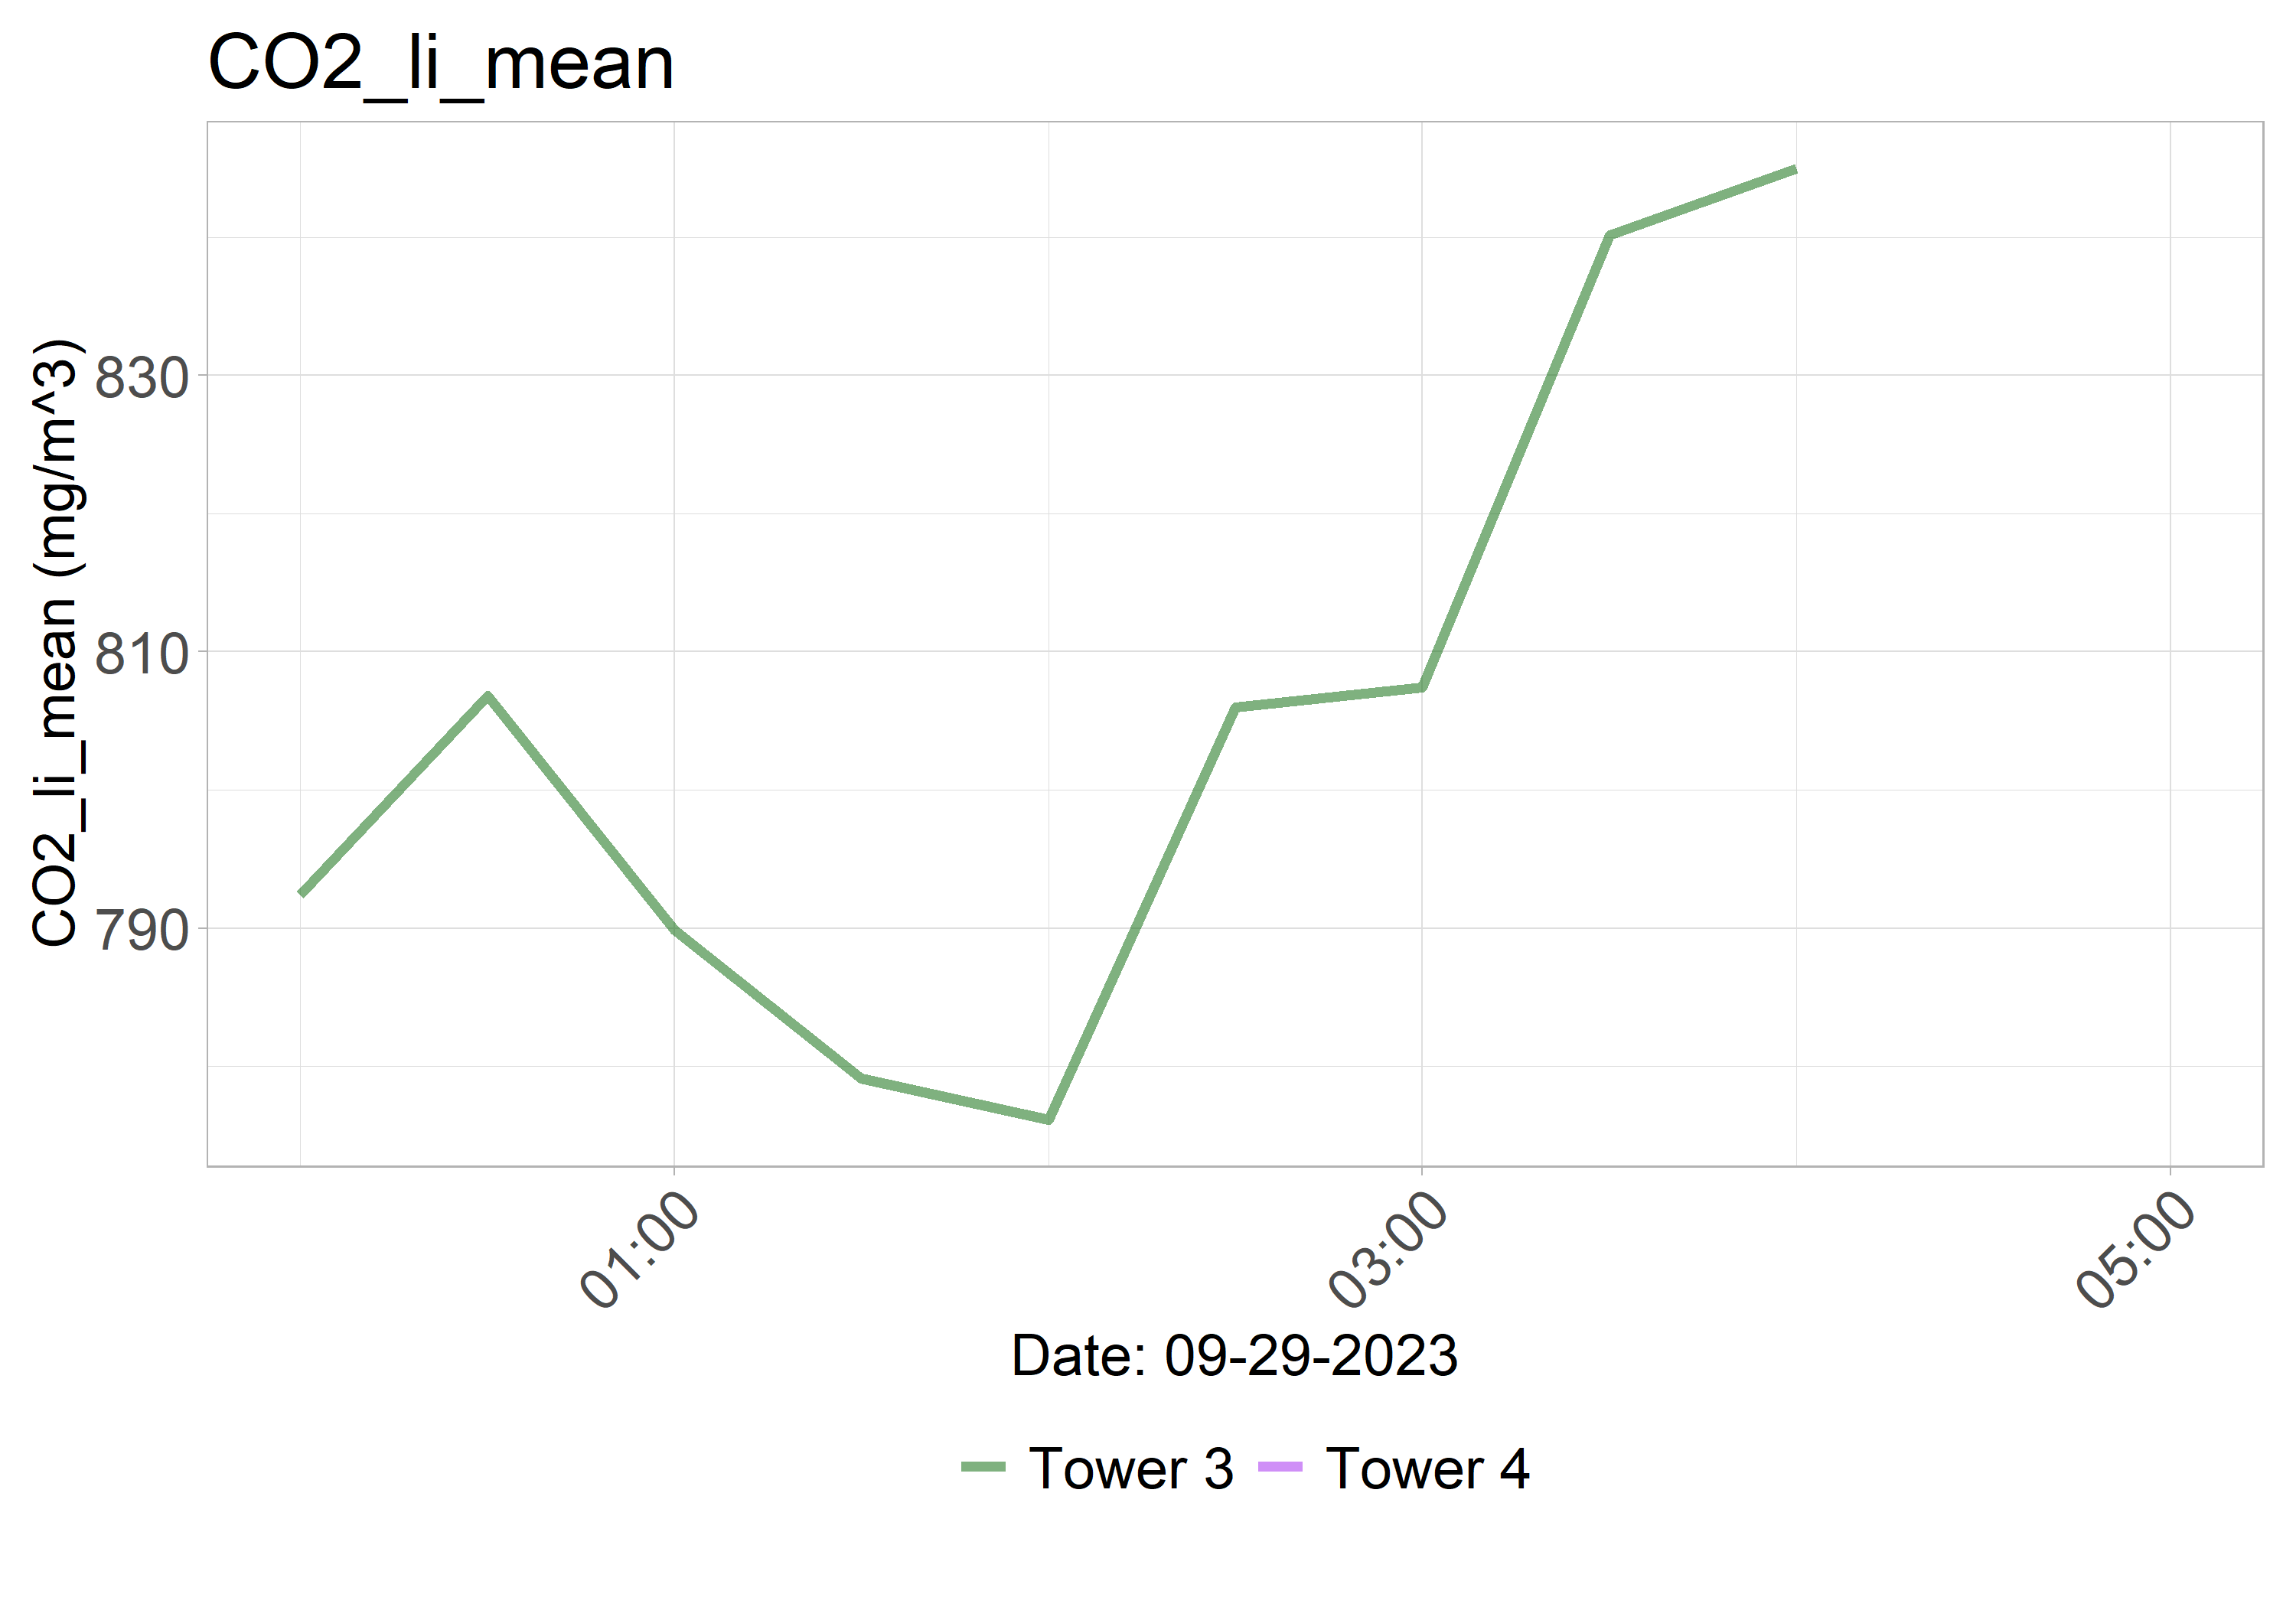 CO2_li_mean
CO2_li_mean (mg/m^3)
830
810
790
01:00
03:00
05:00
Date: 09-29-2023
Tower 3
Tower 4